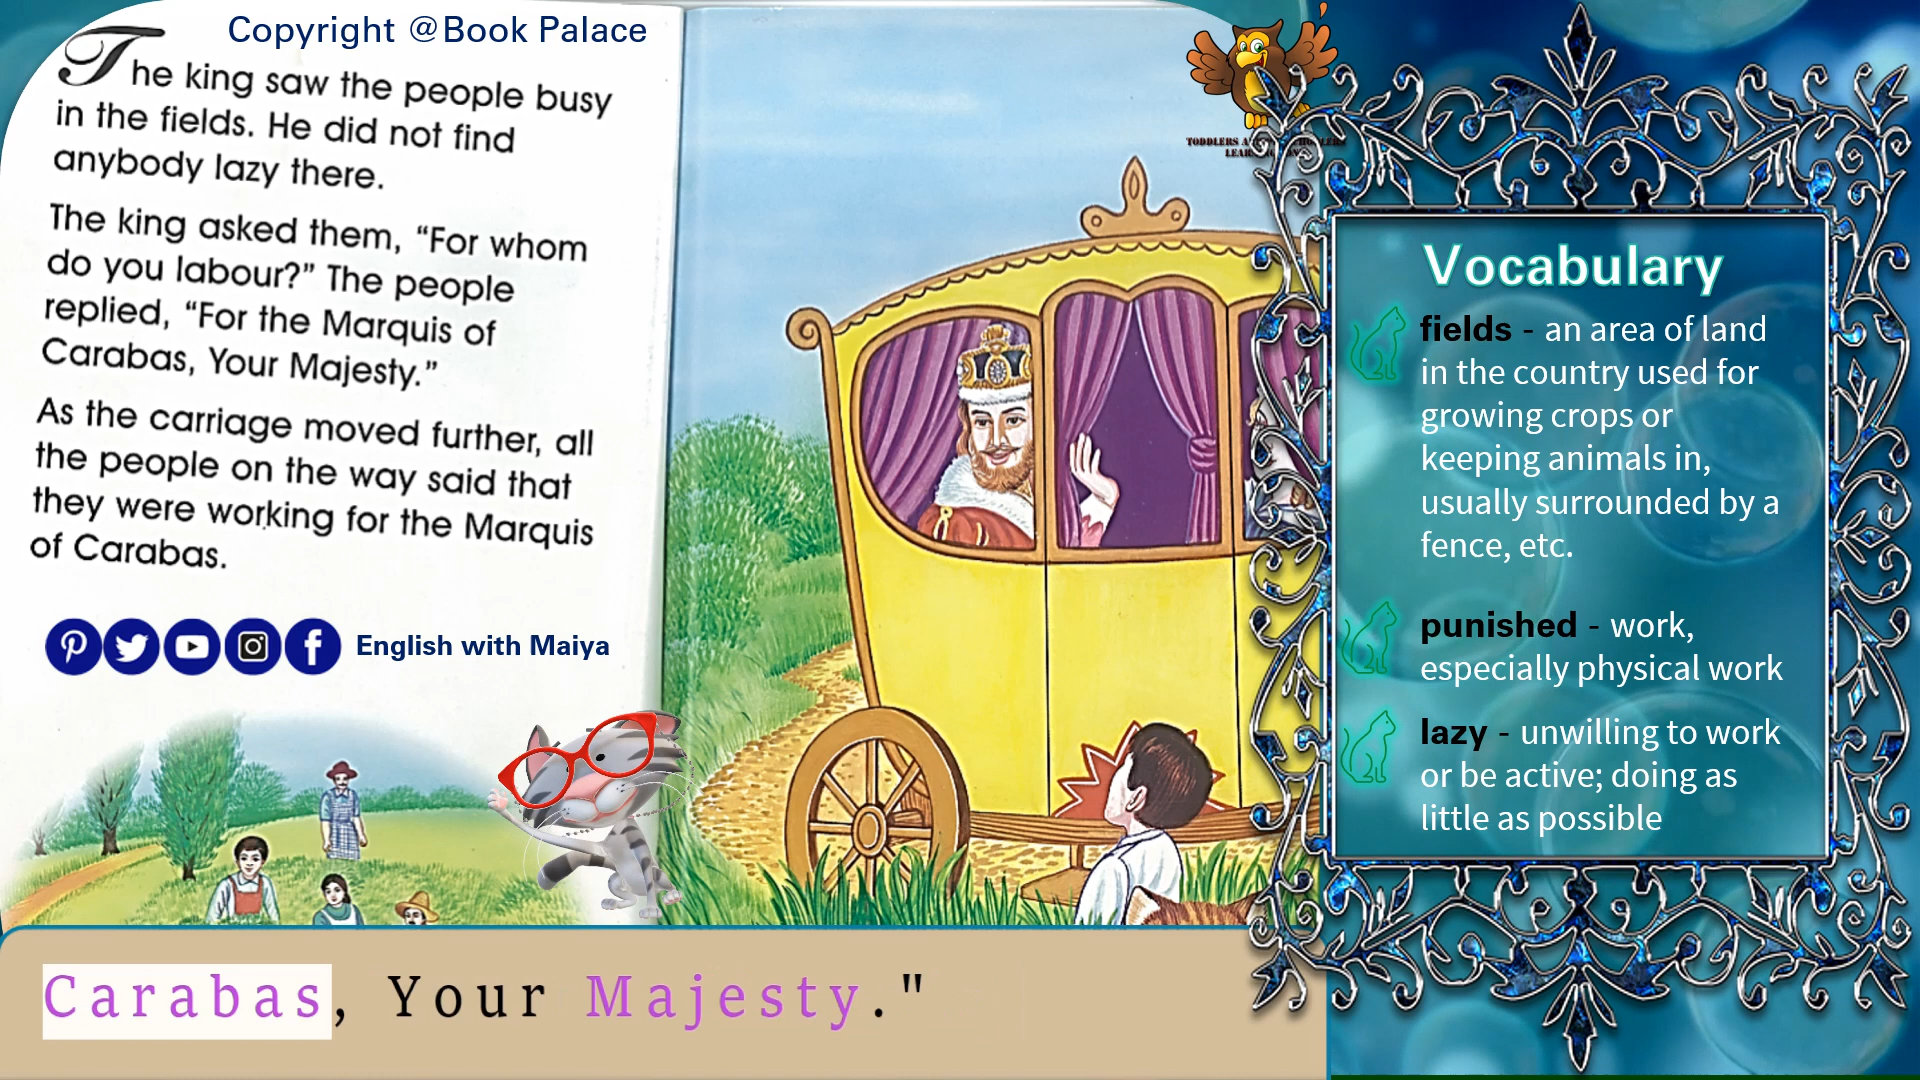 Copyright @Book Palace
The king saw the people busy
in the fields. He did not find
anybody lazy there.
The king asked them, “For whom
do you labour?” The people
replied, “For the Marquis of
Carabas, Your Majesty.”
As the carriage moved further, all
the people on the way said that
they were working for the Marquis
of Carabas.
English with Maiya
TODDLERS
Vocabulary
fields - an area of land
in the country used for
growing crops or
keeping animals in,
usually surrounded by a
fence, etc.
punished - work,
especially physical work
lazy - unwilling to work
or be active; doing as
little as possible
Carabas, Your Majesty."